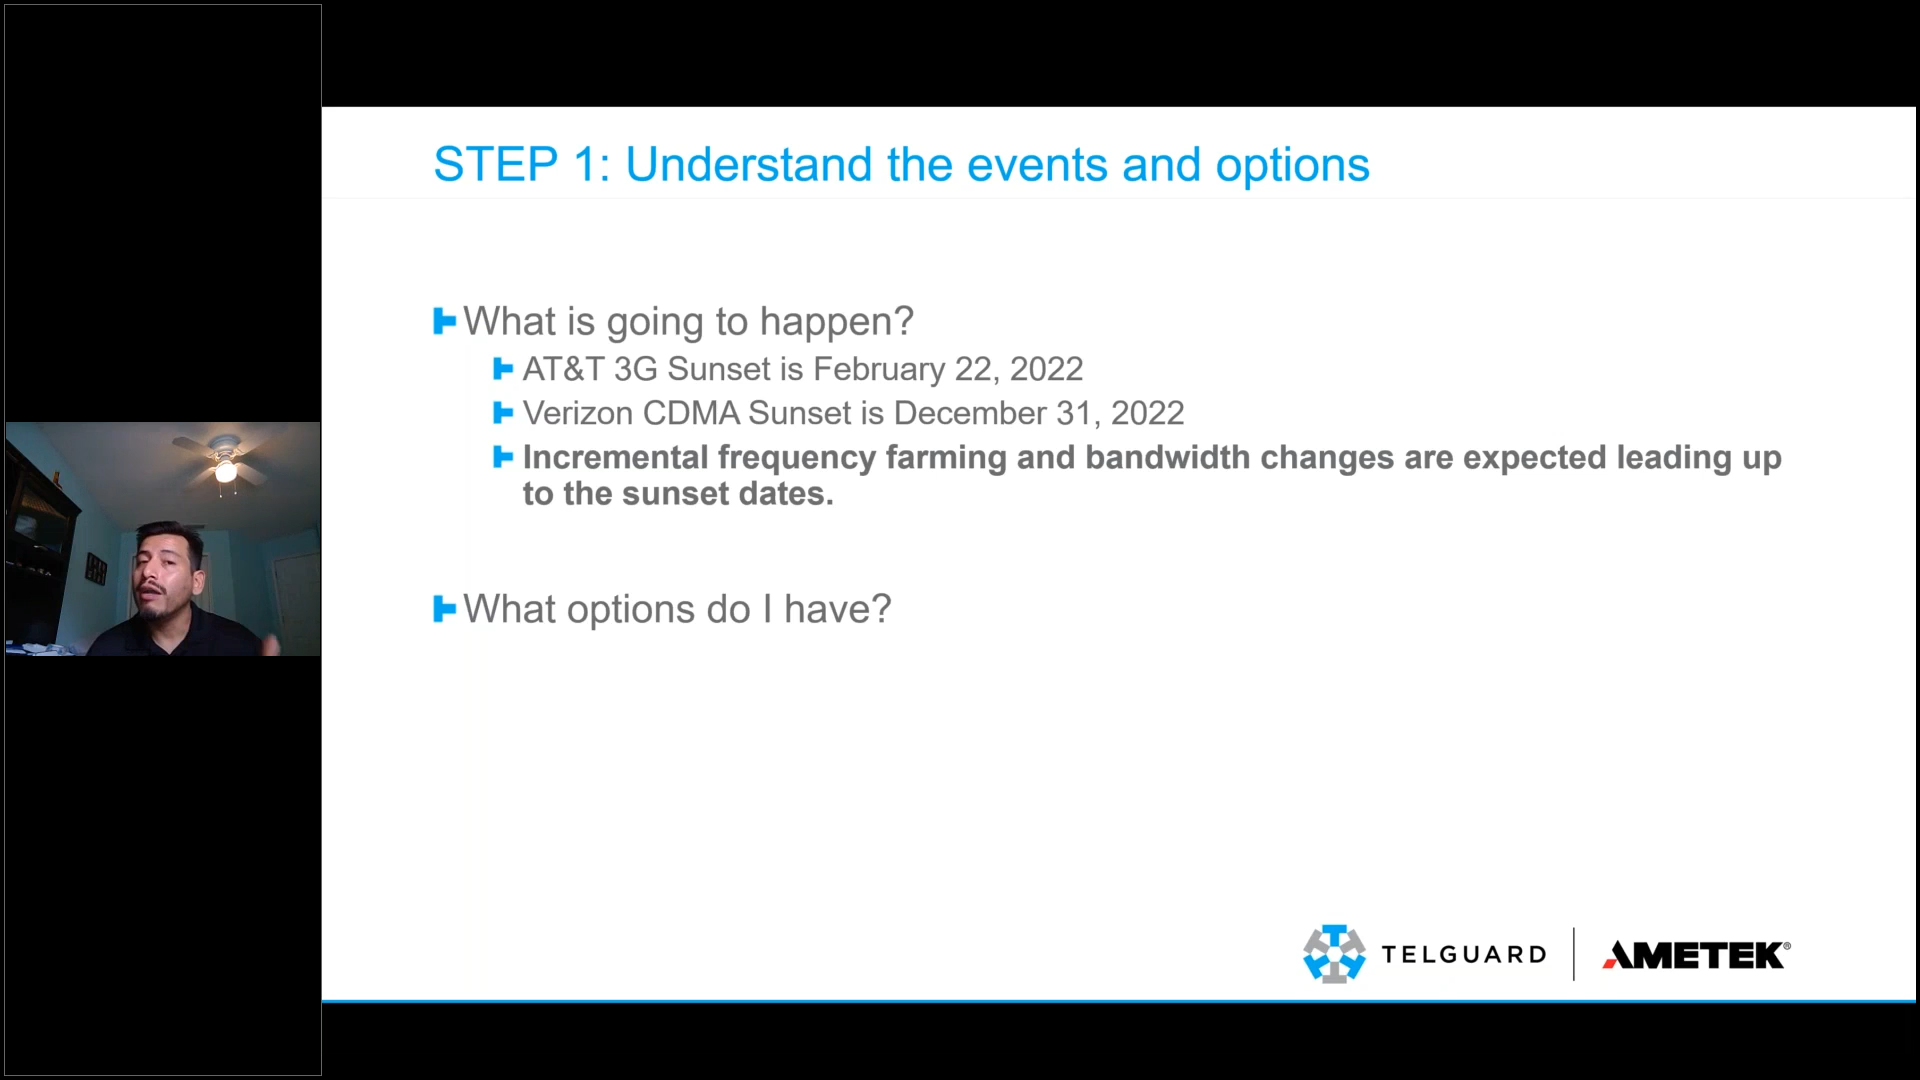 STEP 1: Understand the events and options
What is going to happen?
AT&T 3G Sunset is February 22, 2022
Verizon CDMA Sunset is December 31, 2022
Incremental frequency farming and bandwidth changes are expected leading up
to the sunset dates.
What options do I have?
TELGUARD
AMETEK®